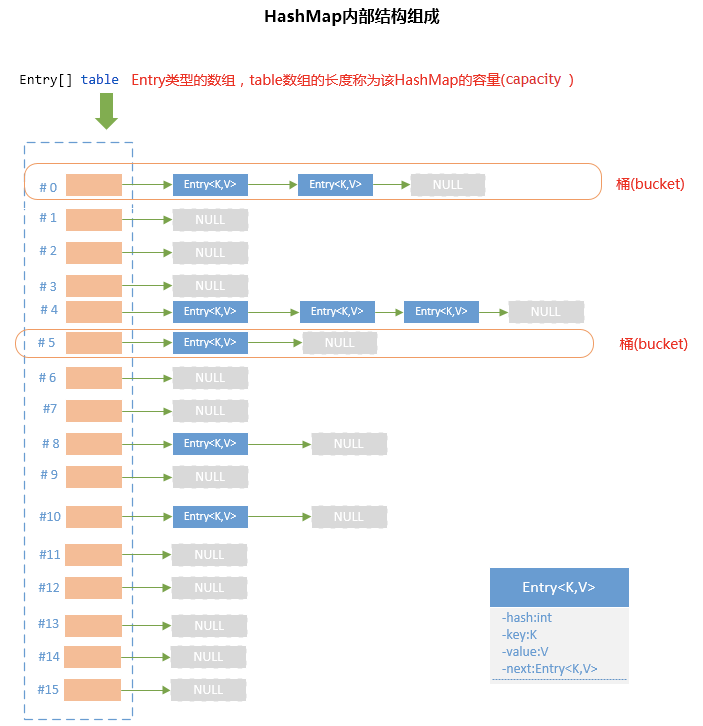 HashMap内部结构组成
Entry[] table Entry类型的数组，table数组的长度称为该HashMap的容量(capacity )
# 0 Entry<K,V> Entry<K,V> NULL 桶(bucket)
# 1 NULL
# 2 NULL
# 3 NULL
# 4 Entry<K,V> Entry<K,V> Entry<K,V> NULL
# 5 Entry<K,V> NULL 桶(bucket)
# 6 NULL
#7 NULL
# 8 Entry<K,V> NULL
# 9 NULL
#10 Entry<K,V> NULL
#11 NULL
#12 NULL
#13 NULL
#14 NULL
#15 NULL
Entry<K,V>
-hash:int
-key:K
-value:V
-next:Entry<K,V>